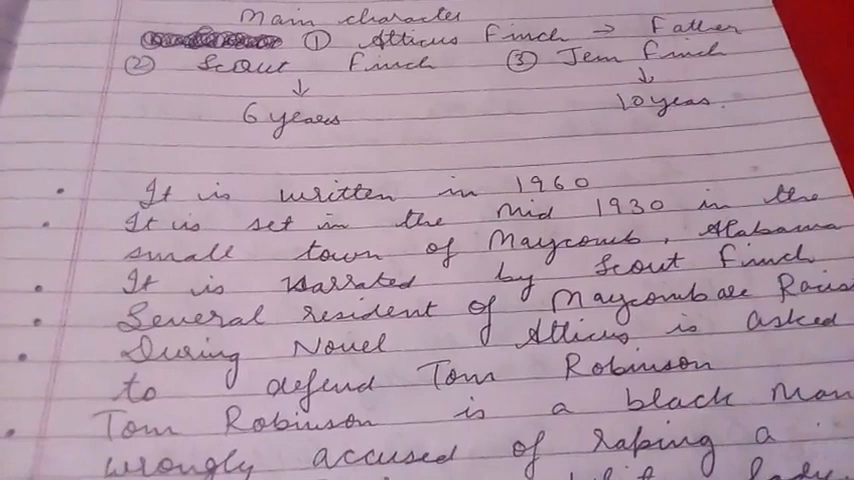 Main character
① Atticus Finch → Father
② Scout Finch ③ Jem finch
↓ ↓
6 years 10 yeas.
• It is written in 1960
• It is set in the mid 1930 in the
small town of Maycomb, Alabama
• It is Narrated by Scout Finch
• Several resident of Maycomb are Racis
• During Novel Atticus is asked
to defend Tom Robinson
• Tom Robinson is a black Man
wrongly accused of raping a
lady